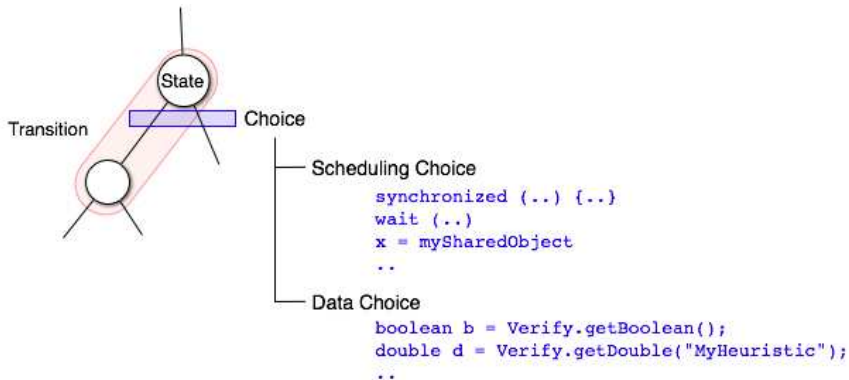 State
Transition
Choice
Scheduling Choice
synchronized (..) {..}
wait (..)
x = mySharedObject
..
Data Choice
boolean b = Verify.getBoolean();
double d = Verify.getDouble("MyHeuristic");
..